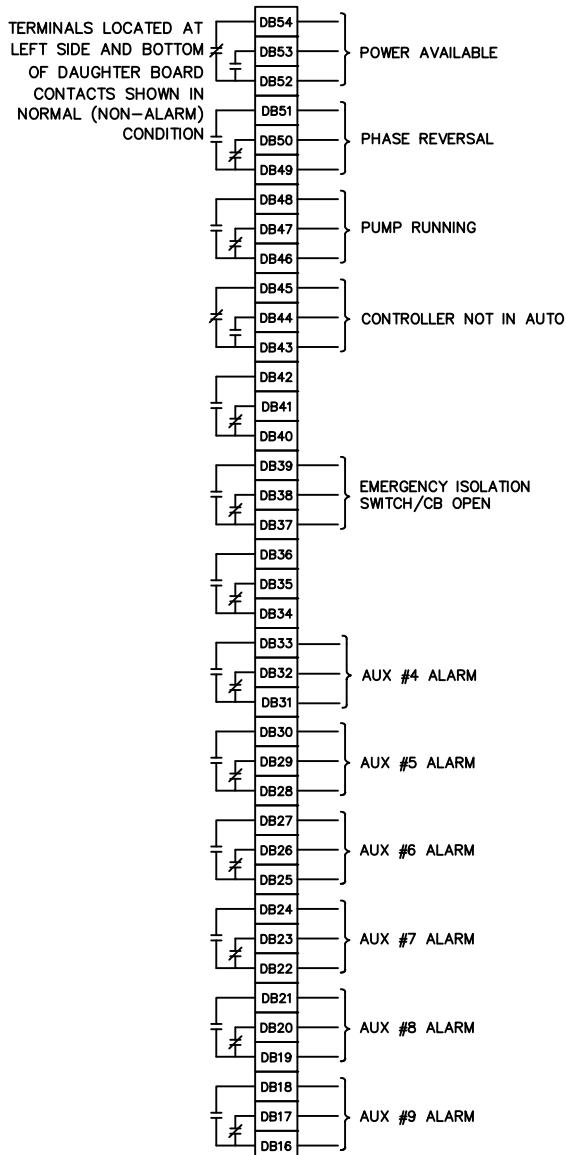 TERMINALS LOCATED AT
LEFT SIDE AND BOTTOM
OF DAUGHTER BOARD
CONTACTS SHOWN IN
NORMAL (NON-ALARM)
CONDITION
DB54
DB53
DB52
POWER AVAILABLE
DB51
DB50
DB49
PHASE REVERSAL
DB48
DB47
DB46
PUMP RUNNING
DB45
DB44
DB43
CONTROLLER NOT IN AUTO
DB42
DB41
DB40
DB39
DB38
DB37
EMERGENCY ISOLATION
SWITCH/CB OPEN
DB36
DB35
DB34
DB33
DB32
DB31
AUX #4 ALARM
DB30
DB29
DB28
AUX #5 ALARM
DB27
DB26
DB25
AUX #6 ALARM
DB24
DB23
DB22
AUX #7 ALARM
DB21
DB20
DB19
AUX #8 ALARM
DB18
DB17
DB16
AUX #9 ALARM